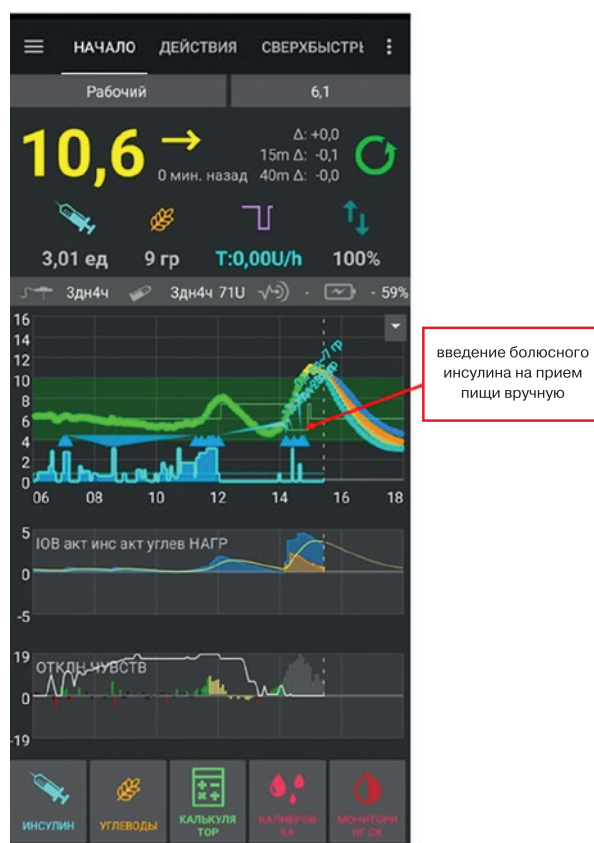 НАЧАЛО ДЕЙСТВИЯ СВЕРХБЫСТРЫ
Рабочий 6,1
10,6
0 мин. назад
Δ: +0,0
15m Δ: -0,1
40m Δ: -0,0
3,01 ед 9 гр T:0,00U/h 100%
3дн4ч 3дн4ч 71U - - 59%
16
14
12
10
8
6
4
2
0
06 08 10 12 14 16 18
введение болюсного
инсулина на прием
пищи вручную
5
IOB акт инс акт углев НАГР
0
-5
19
ОТКЛН ЧУВСТВ
0
-19
ИНСУЛИН
УГЛЕВОДЫ
КАЛЬКУЛЯ
ТОР
КАЛИБРОВ
КА
МОНИТОРИ
НГ СК